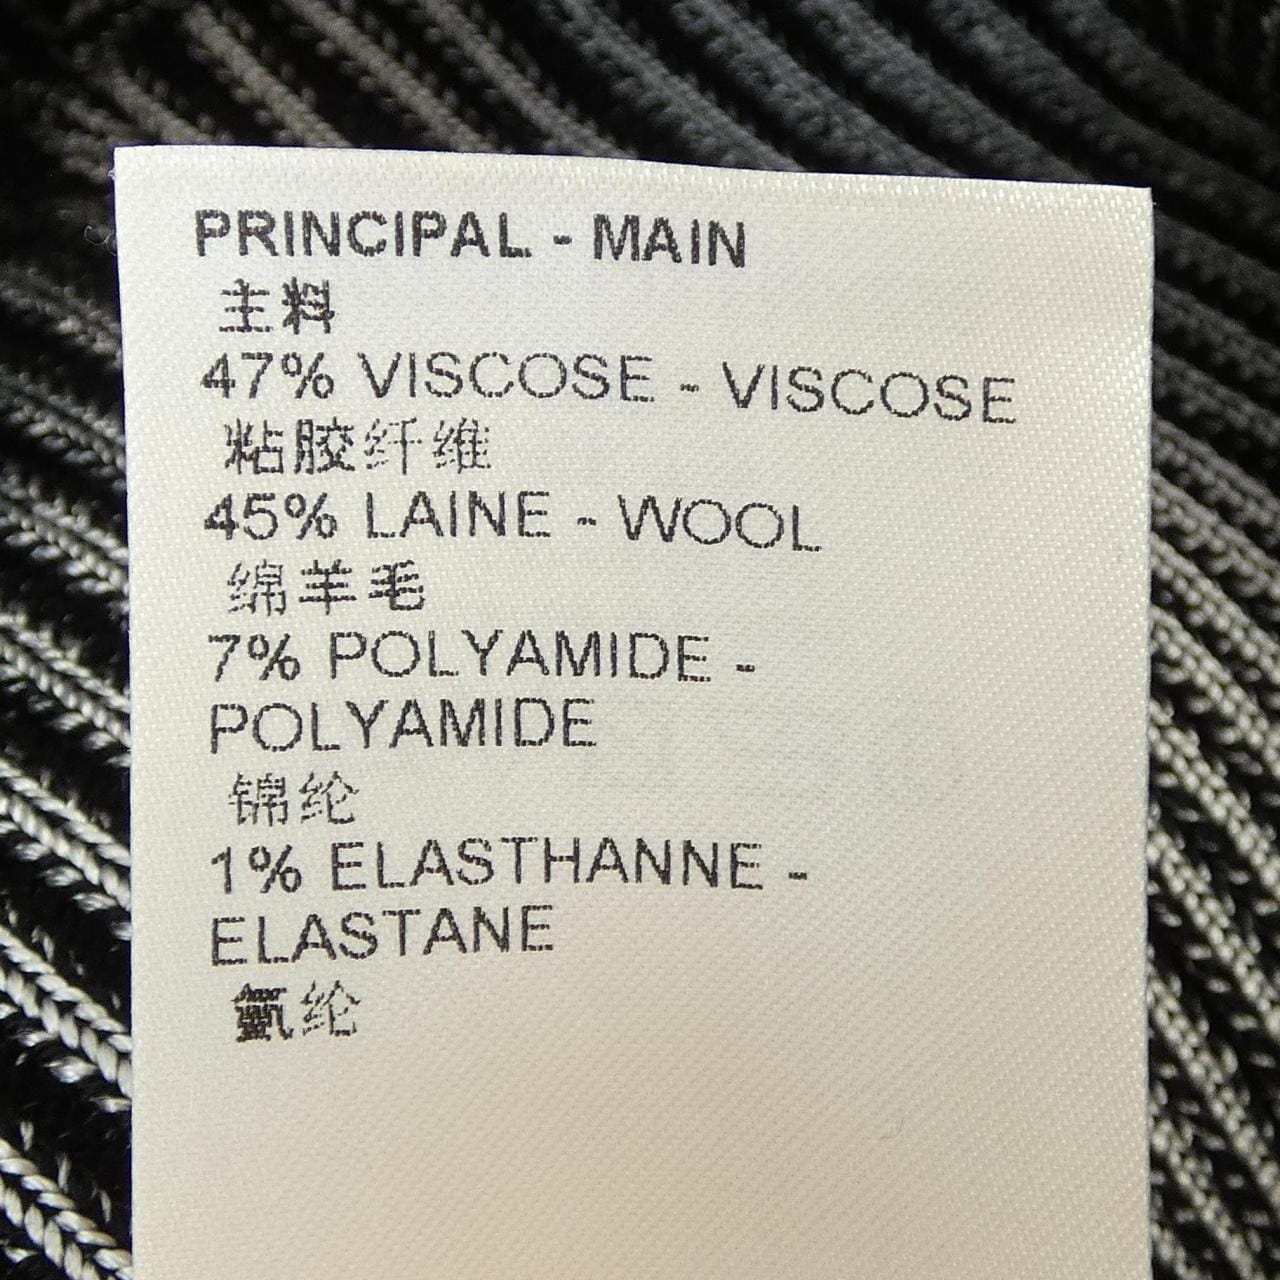 PRINCIPAL - MAIN
主料
47% VISCOSE - VISCOSE
粘胶纤维
45% LAINE - WOOL
绵羊毛
7% POLYAMIDE -
POLYAMIDE
锦纶
1% ELASTHANNE -
ELASTANE
氨纶